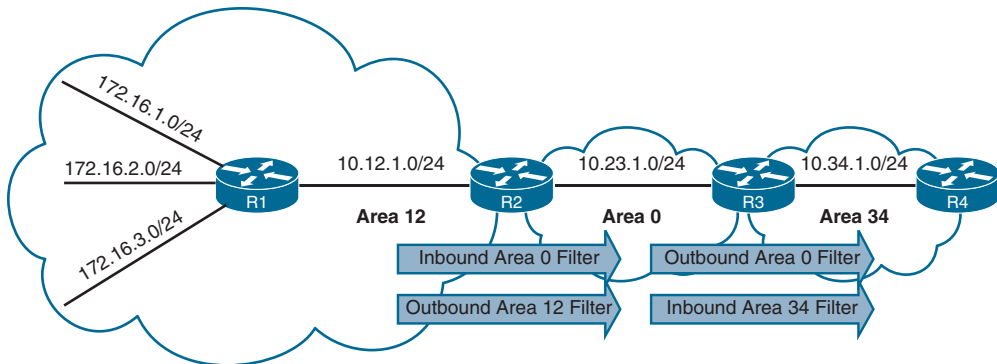 172.16.1.0/24
172.16.2.0/24
172.16.3.0/24
R1
10.12.1.0/24
Area 12
R2
10.23.1.0/24
Area 0
R3
10.34.1.0/24
Area 34
R4
Inbound Area 0 Filter
Outbound Area 0 Filter
Outbound Area 12 Filter
Inbound Area 34 Filter